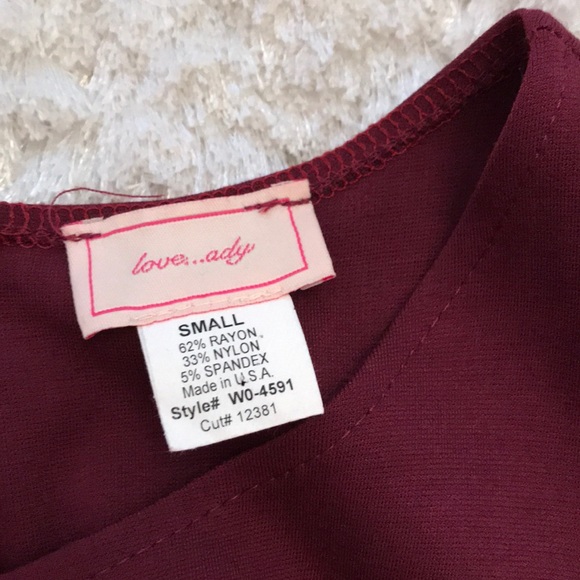 love...ady
SMALL
62% RAYON
33% NYLON
5% SPANDEX
Made in U.S.A.
Style# W0-4591
Cut# 12381